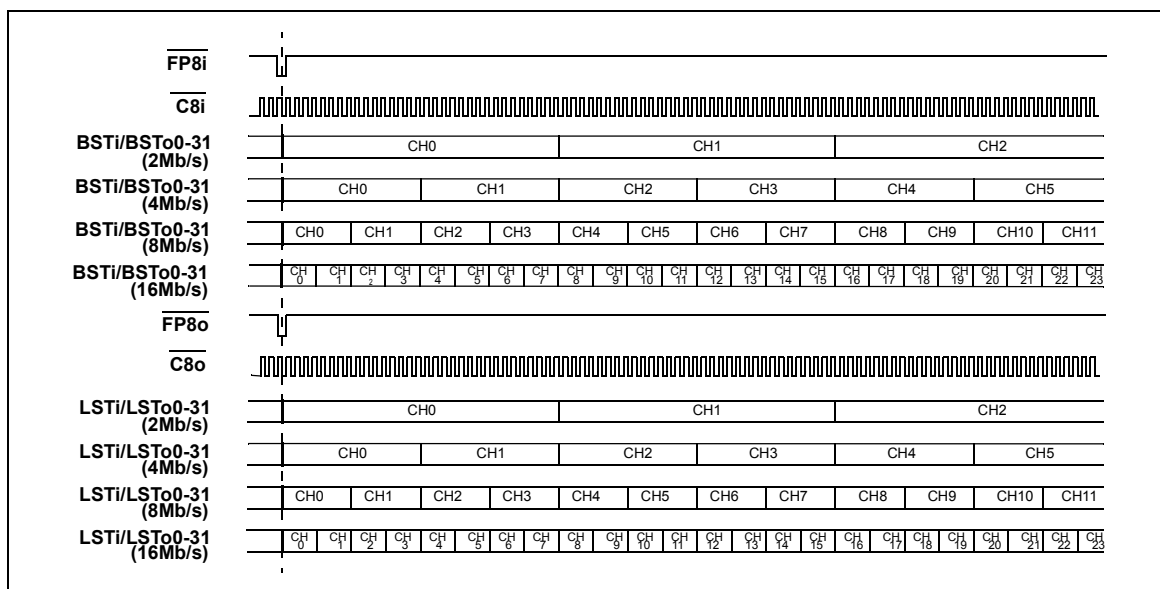 FP8i
C8i
BSTi/BSTo0-31
(2Mb/s)
CH0 CH1 CH2
BSTi/BSTo0-31
(4Mb/s)
CH0 CH1 CH2 CH3 CH4 CH5
BSTi/BSTo0-31
(8Mb/s)
CH0 CH1 CH2 CH3 CH4 CH5 CH6 CH7 CH8 CH9 CH10 CH11
BSTi/BSTo0-31
(16Mb/s)
CH CH CH CH CH CH CH CH CH CH CH CH CH CH CH CH CH CH CH CH CH CH CH CH
0 1 2 3 4 5 6 7 8 9 10 11 12 13 14 15 16 17 18 19 20 21 22 23
FP8o
C8o
LSTi/LSTo0-31
(2Mb/s)
CH0 CH1 CH2
LSTi/LSTo0-31
(4Mb/s)
CH0 CH1 CH2 CH3 CH4 CH5
LSTi/LSTo0-31
(8Mb/s)
CH0 CH1 CH2 CH3 CH4 CH5 CH6 CH7 CH8 CH9 CH10 CH11
LSTi/LSTo0-31
(16Mb/s)
CH CH CH CH CH CH CH CH CH CH CH CH CH CH CH CH CH CH CH CH CH CH CH CH
0 1 2 3 4 5 6 7 8 9 10 11 12 13 14 15 16 17 18 19 20 21 22 23